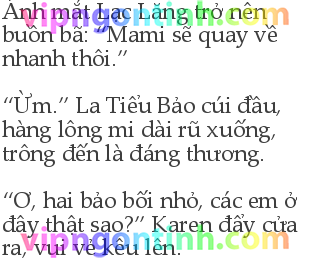 Ánh mắt Lạc Lăng trở nên
buồn bã: “Mami sẽ quay về
nhanh thôi.”
“Ừm.” La Tiểu Bảo cúi đầu,
hàng lông mi dài rũ xuống,
trông đến là đáng thương.
“Ơ, hai bảo bối nhỏ, các em ở
đây thật sao?” Karen đẩy cửa
ra, vui vẻ kêu lên.
vipngontinh.com
vipngontinh.com